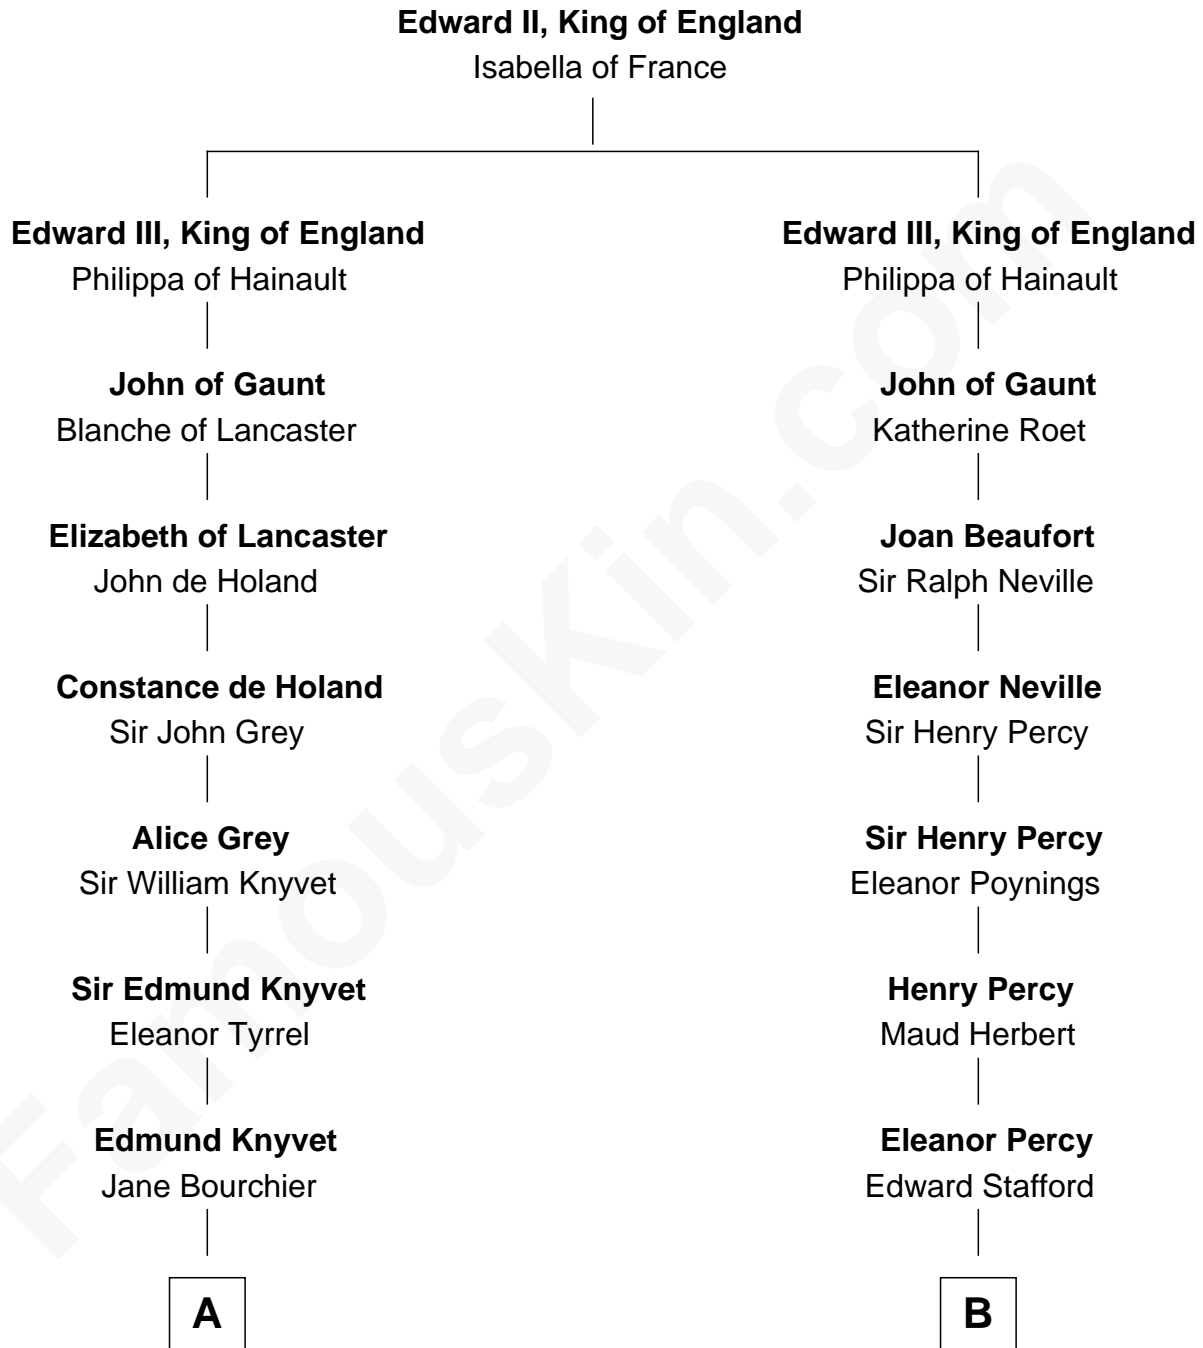 Edward II, King of England
Isabella of France
Edward III, King of England
Philippa of Hainault
Edward III, King of England
Philippa of Hainault
John of Gaunt
Blanche of Lancaster
John of Gaunt
Katherine Roet
Elizabeth of Lancaster
John de Holand
Joan Beaufort
Sir Ralph Neville
Constance de Holand
Sir John Grey
Eleanor Neville
Sir Henry Percy
Alice Grey
Sir William Knyvet
Sir Henry Percy
Eleanor Poynings
Sir Edmund Knyvet
Eleanor Tyrrel
Henry Percy
Maud Herbert
Edmund Knyvet
Jane Bourchier
Eleanor Percy
Edward Stafford
A
B
FamousKin.com